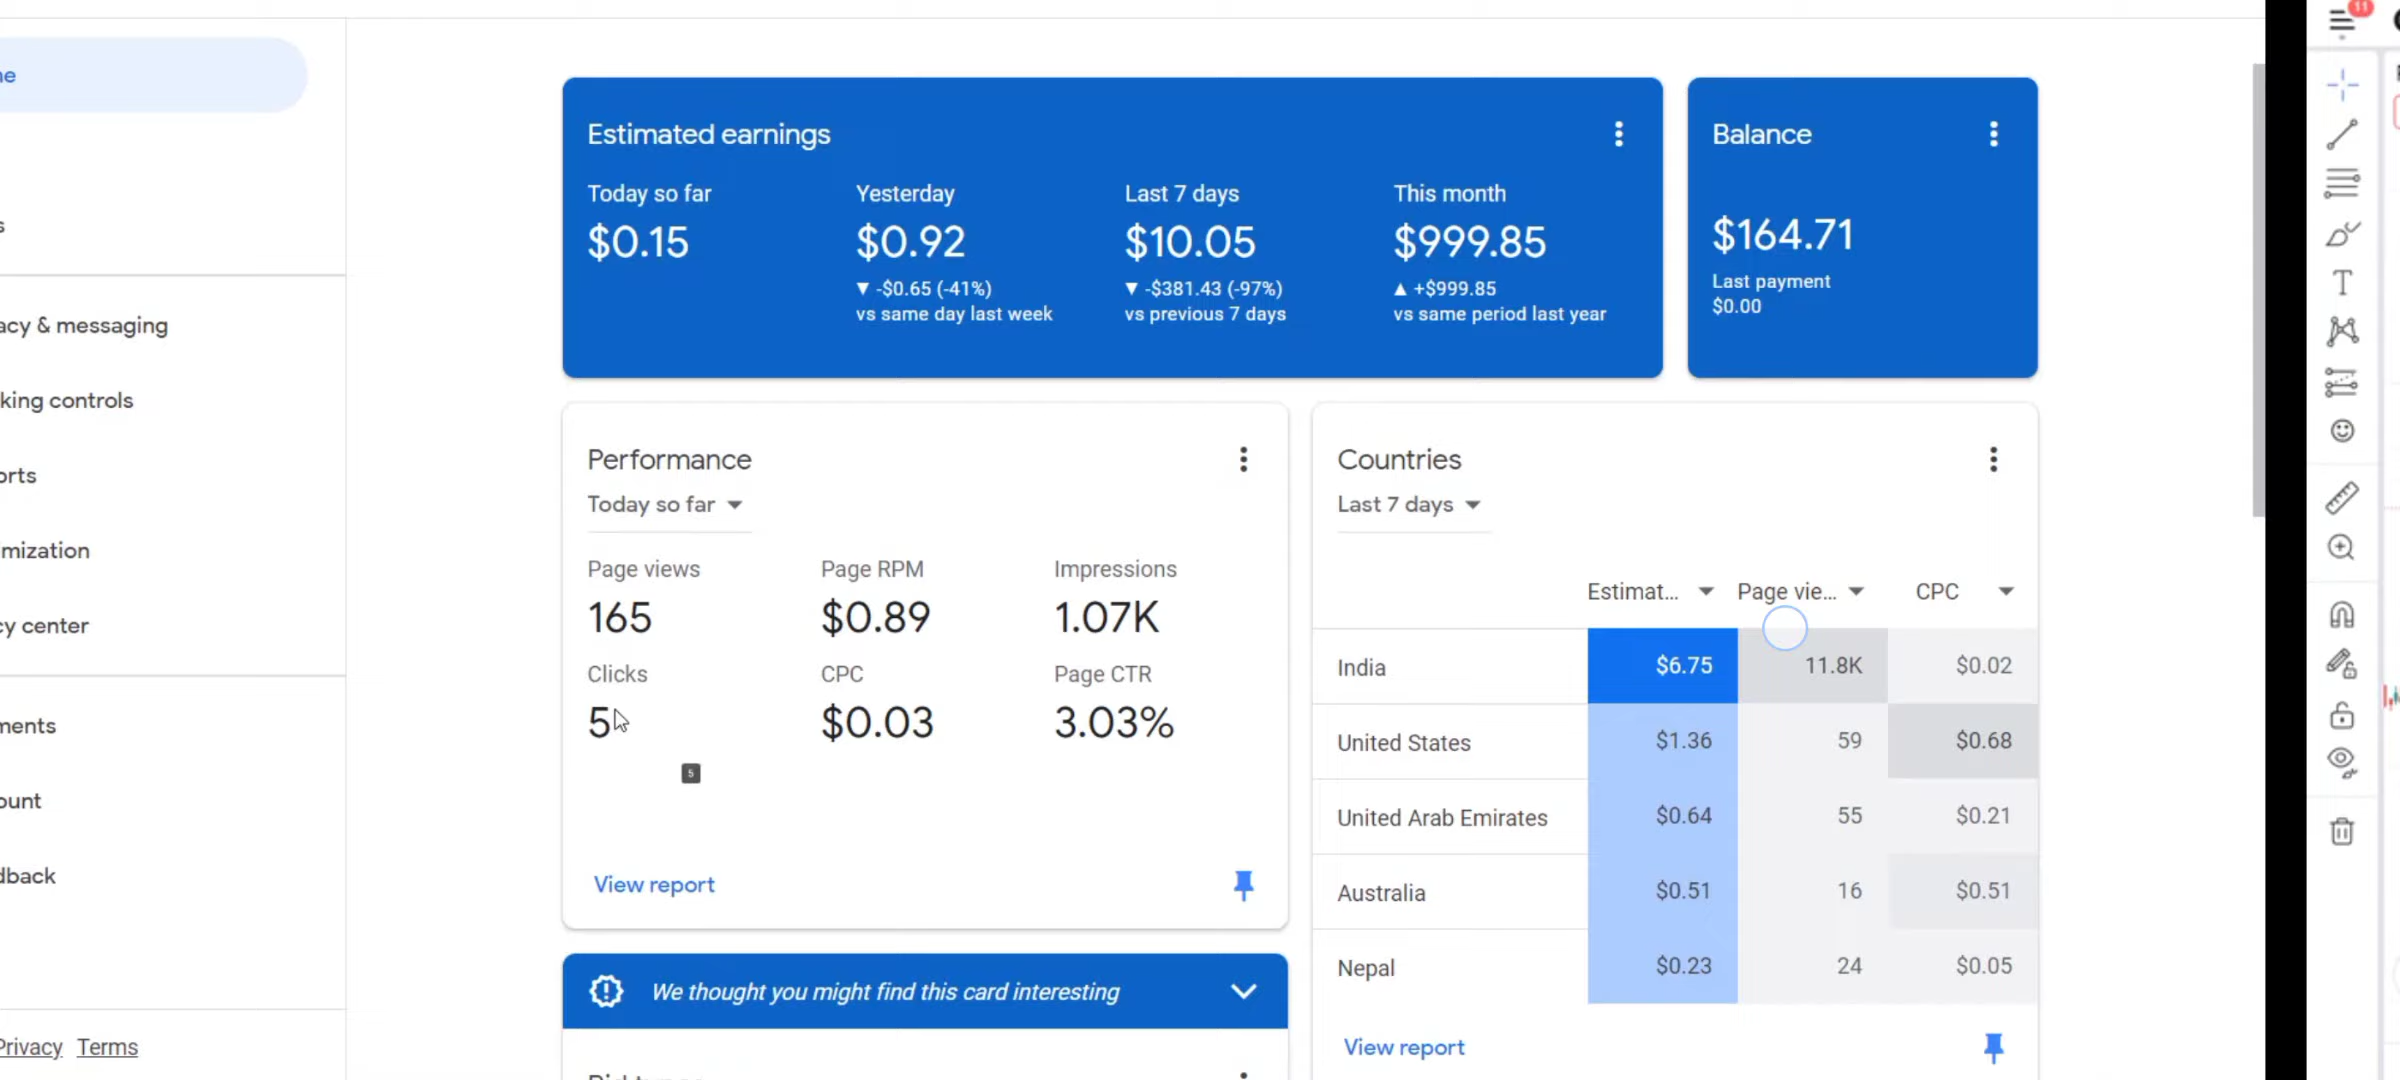 ne
s
acy & messaging
king controls
orts
mization
cy center
ments
ount
dback
Privacy Terms
Estimated earnings
Today so far
$0.15
Yesterday
$0.92
▼ -$0.65 (-41%)
vs same day last week
Last 7 days
$10.05
▼ -$381.43 (-97%)
vs previous 7 days
This month
$999.85
▲ +$999.85
vs same period last year
Balance
$164.71
Last payment
$0.00
Performance
Today so far
Page views Page RPM Impressions
165 $0.89 1.07K
Clicks CPC Page CTR
5 $0.03 3.03%
5
View report
We thought you might find this card interesting
Countries
Last 7 days
Estimat... Page vie... CPC
India $6.75 11.8K $0.02
United States $1.36 59 $0.68
United Arab Emirates $0.64 55 $0.21
Australia $0.51 16 $0.51
Nepal $0.23 24 $0.05
View report
11
T